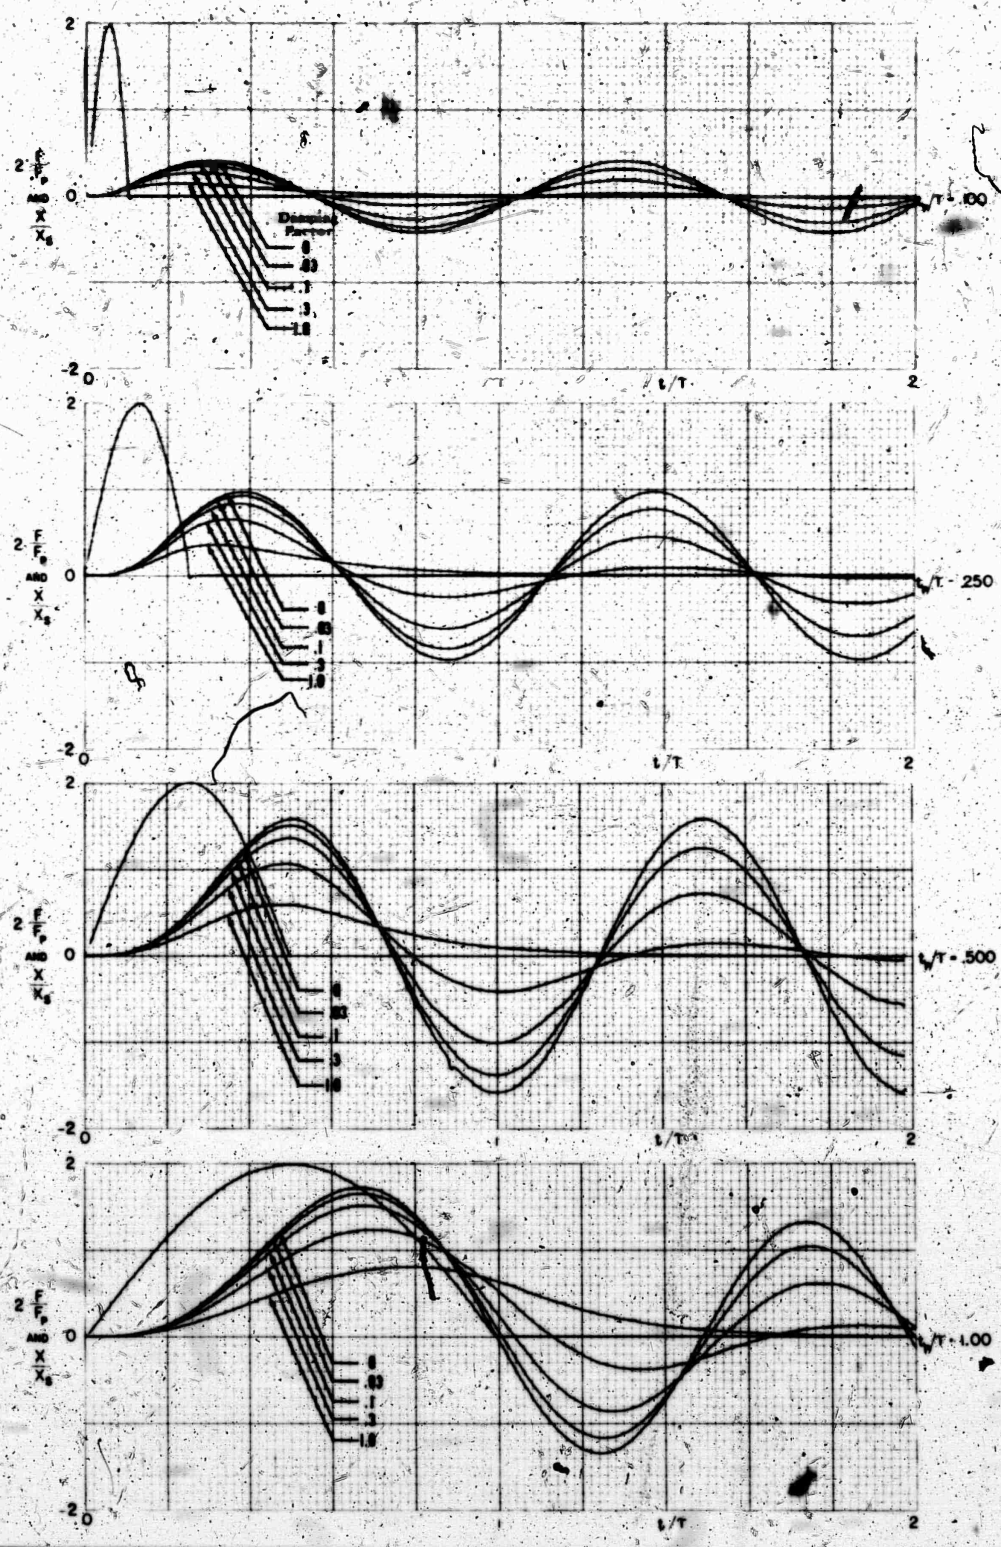 2
2 F/Fp
AND
X/Xs
0
Damping
Factor
0
.03
.1
.3
1.0
tw/T = .100
-2
0
t/T
2
2
2 F/Fp
AND
X/Xs
0
0
.03
.1
.3
1.0
tw/T = .250
-2
0
1
t/T
2
2
2 F/Fp
AND
X/Xs
0
0
.03
.1
.3
1.0
tw/T = .500
-2
0
1
t/T
2
2
2 F/Fp
AND
X/Xs
0
0
.03
.1
.3
1.0
tw/T = 1.00
-2
0
1
t/T
2